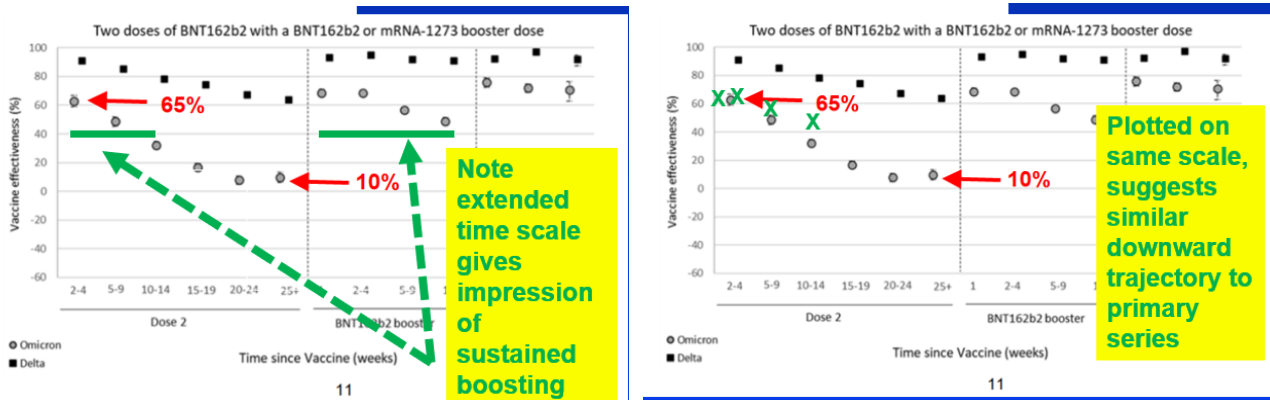 Two doses of BNT162b2 with a BNT162b2 or mRNA-1273 booster dose
Vaccine effectiveness (%)
100
80
60
40
20
0
-20
-40
-60
65%
10%
Note
extended
time scale
gives
impression
of
sustained
boosting
2-4 5-9 10-14 15-19 20-24 25+ 2-4 5-9
Dose 2
BNT162b2 booster
Omicron
Delta
Time since Vaccine (weeks)
11
Two doses of BNT162b2 with a BNT162b2 or mRNA-1273 booster dose
Vaccine effectiveness (%)
100
80
60
40
20
0
-20
-40
-60
X X X X
65%
10%
Plotted on
same scale,
suggests
similar
downward
trajectory to
primary
series
2-4 5-9 10-14 15-19 20-24 25+ 1 2-4 5-9
Dose 2
BNT162b2 booster
Omicron
Delta
Time since Vaccine (weeks)
11